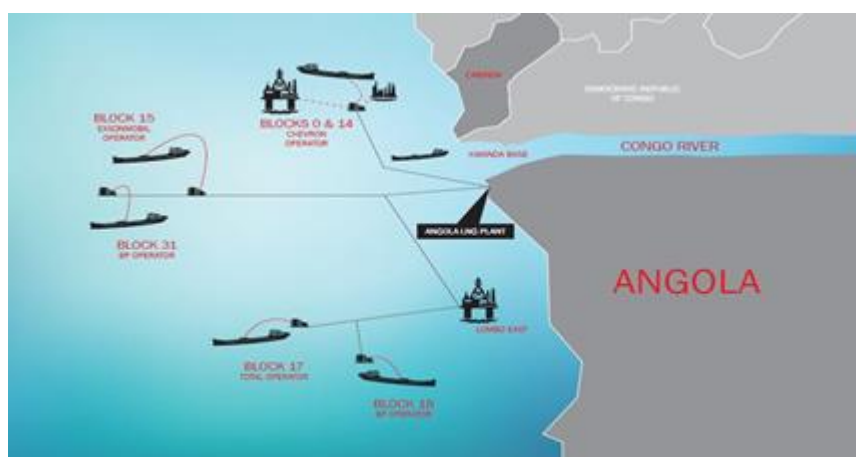 BLOCK 15
EXXONMOBIL
OPERATOR
BLOCKS 0 & 14
CHEVRON
OPERATOR
CABINDA
DEMOCRATIC REPUBLIC
OF CONGO
KWANDA BASE
CONGO RIVER
ANGOLA LNG PLANT
BLOCK 31
BP OPERATOR
ANGOLA
LOMBO EAST
BLOCK 17
TOTAL OPERATOR
BLOCK 18
BP OPERATOR